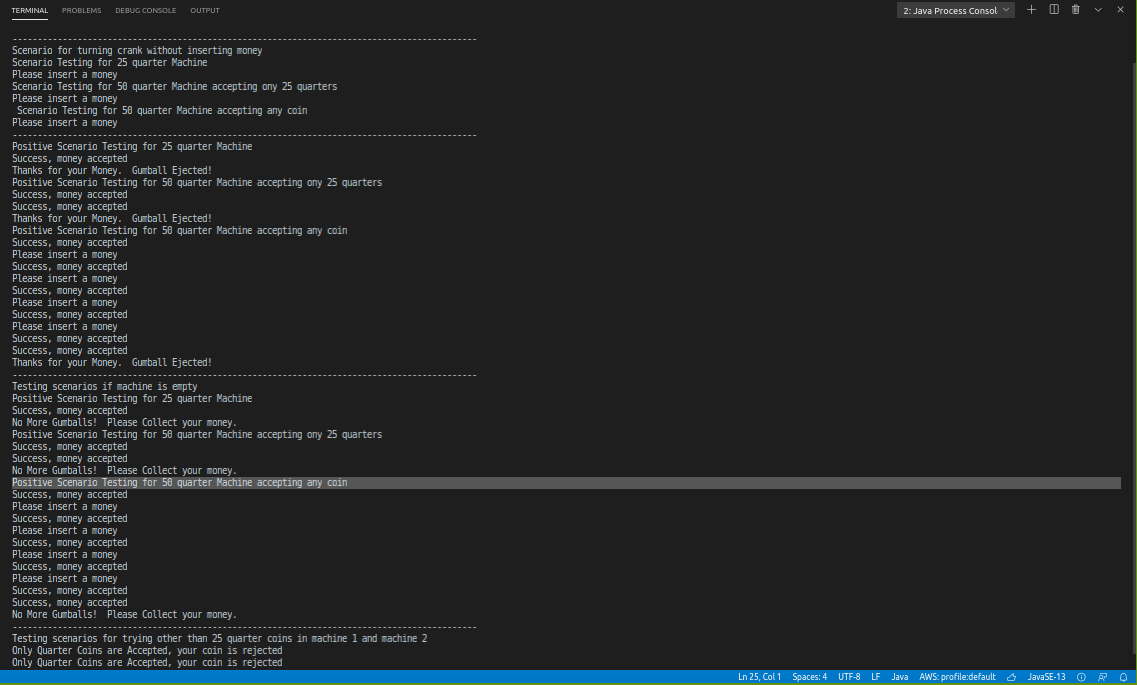 TERMINAL PROBLEMS DEBUG CONSOLE OUTPUT 2: Java Process Consol
--------------------------------------------------------------------------------------------
Scenario for turning crank without inserting money
Scenario Testing for 25 quarter Machine
Please insert a money
Scenario Testing for 50 quarter Machine accepting ony 25 quarters
Please insert a money
 Scenario Testing for 50 quarter Machine accepting any coin
Please insert a money
--------------------------------------------------------------------------------------------
Positive Scenario Testing for 25 quarter Machine
Success, money accepted
Thanks for your Money.  Gumball Ejected!
Positive Scenario Testing for 50 quarter Machine accepting ony 25 quarters
Success, money accepted
Success, money accepted
Thanks for your Money.  Gumball Ejected!
Positive Scenario Testing for 50 quarter Machine accepting any coin
Success, money accepted
Please insert a money
Success, money accepted
Please insert a money
Success, money accepted
Please insert a money
Success, money accepted
Please insert a money
Success, money accepted
Success, money accepted
Thanks for your Money.  Gumball Ejected!
--------------------------------------------------------------------------------------------
Testing scenarios if machine is empty
Positive Scenario Testing for 25 quarter Machine
Success, money accepted
No More Gumballs!  Please Collect your money.
Positive Scenario Testing for 50 quarter Machine accepting ony 25 quarters
Success, money accepted
Success, money accepted
No More Gumballs!  Please Collect your money.
Positive Scenario Testing for 50 quarter Machine accepting any coin
Success, money accepted
Please insert a money
Success, money accepted
Please insert a money
Success, money accepted
Please insert a money
Success, money accepted
Please insert a money
Success, money accepted
Success, money accepted
No More Gumballs!  Please Collect your money.
--------------------------------------------------------------------------------------------
Testing scenarios for trying other than 25 quarter coins in machine 1 and machine 2
Only Quarter Coins are Accepted, your coin is rejected
Only Quarter Coins are Accepted, your coin is rejected
Ln 25, Col 1 Spaces: 4 UTF-8 LF Java AWS: profile:default JavaSE-13